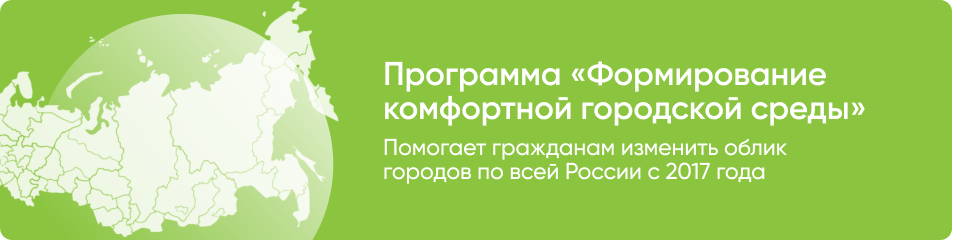 Программа «Формирование
комфортной городской среды»
Помогает гражданам изменить облик
городов по всей России с 2017 года